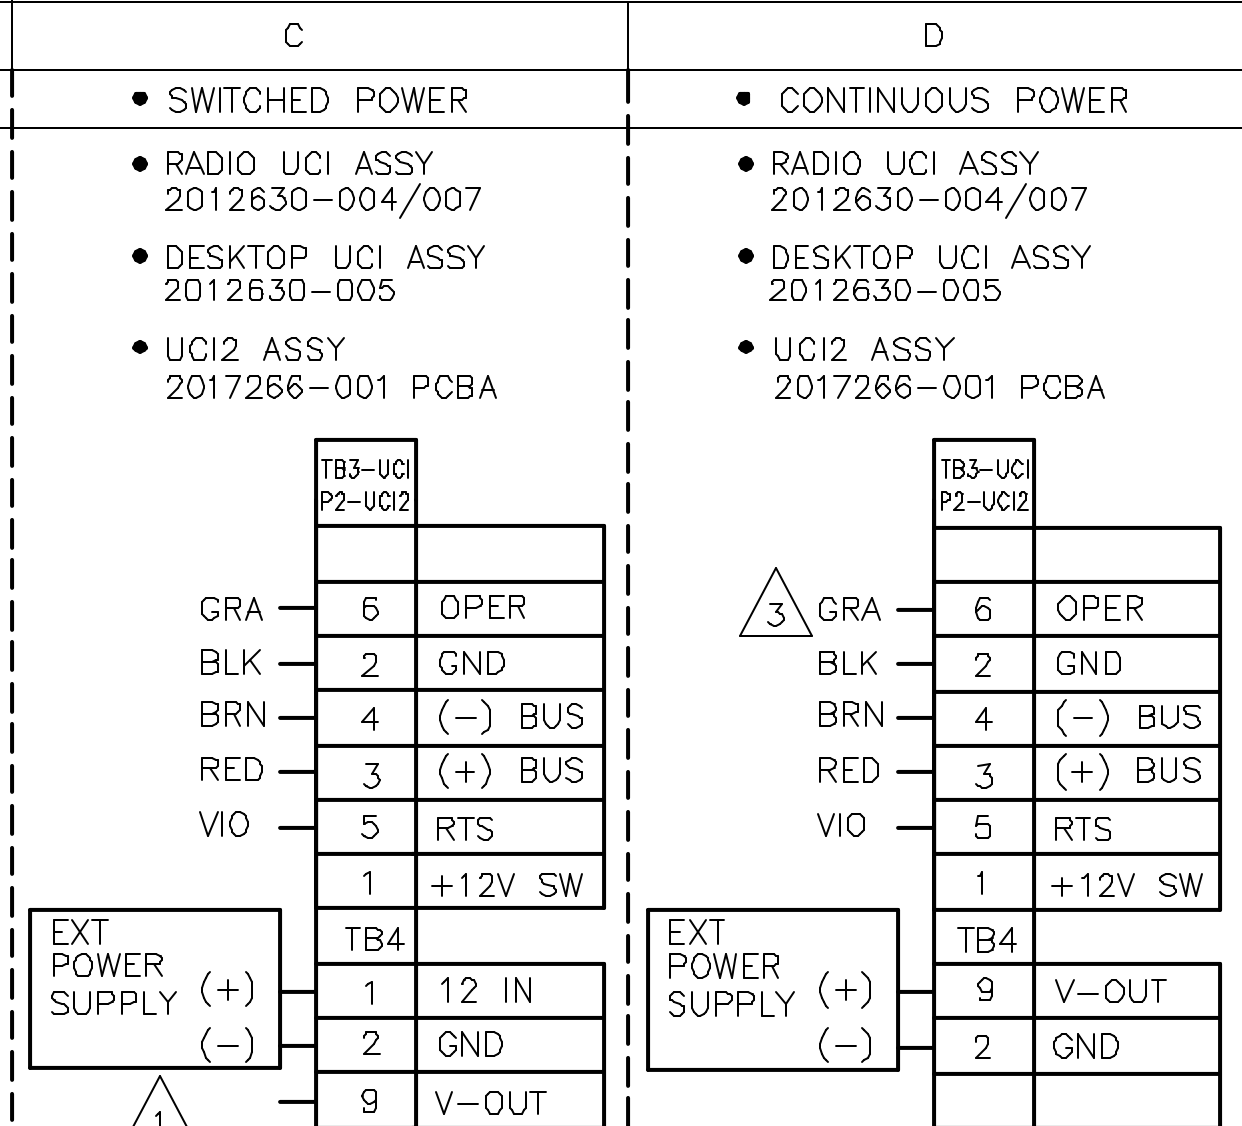 C
• SWITCHED POWER
• RADIO UCI ASSY
2012630-004/007
• DESKTOP UCI ASSY
2012630-005
• UCI2 ASSY
2017266-001 PCBA
TB3-UCI
P2-UCI2
GRA 6 OPER
BLK 2 GND
BRN 4 (-) BUS
RED 3 (+) BUS
VIO 5 RTS
1 +12V SW
TB4
EXT
POWER
SUPPLY (+) 1 12 IN
(-) 2 GND
9 V-OUT
1
D
• CONTINUOUS POWER
• RADIO UCI ASSY
2012630-004/007
• DESKTOP UCI ASSY
2012630-005
• UCI2 ASSY
2017266-001 PCBA
TB3-UCI
P2-UCI2
3 GRA 6 OPER
BLK 2 GND
BRN 4 (-) BUS
RED 3 (+) BUS
VIO 5 RTS
1 +12V SW
TB4
EXT
POWER
SUPPLY (+) 9 V-OUT
(-) 2 GND